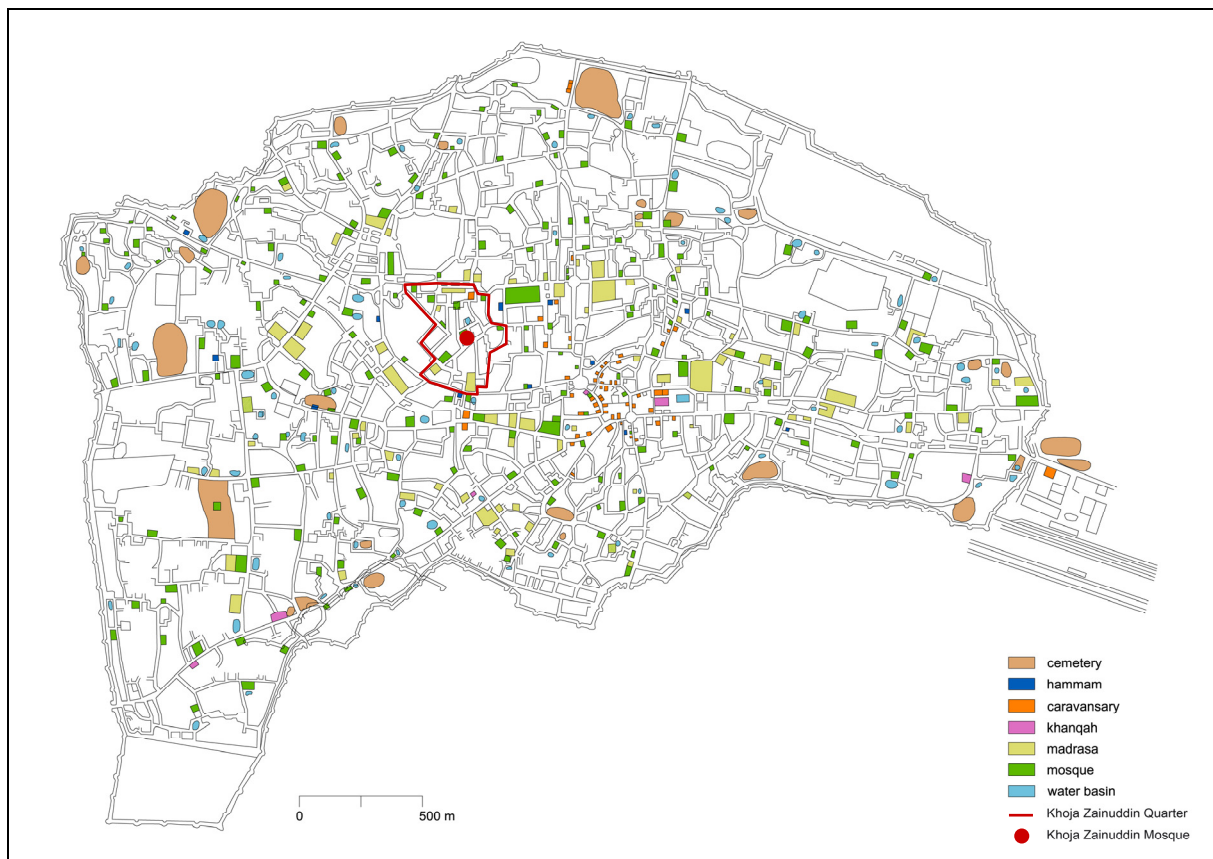 cemetery
hammam
caravansary
khanqah
madrasa
mosque
water basin
Khoja Zainuddin Quarter
Khoja Zainuddin Mosque
0 500 m